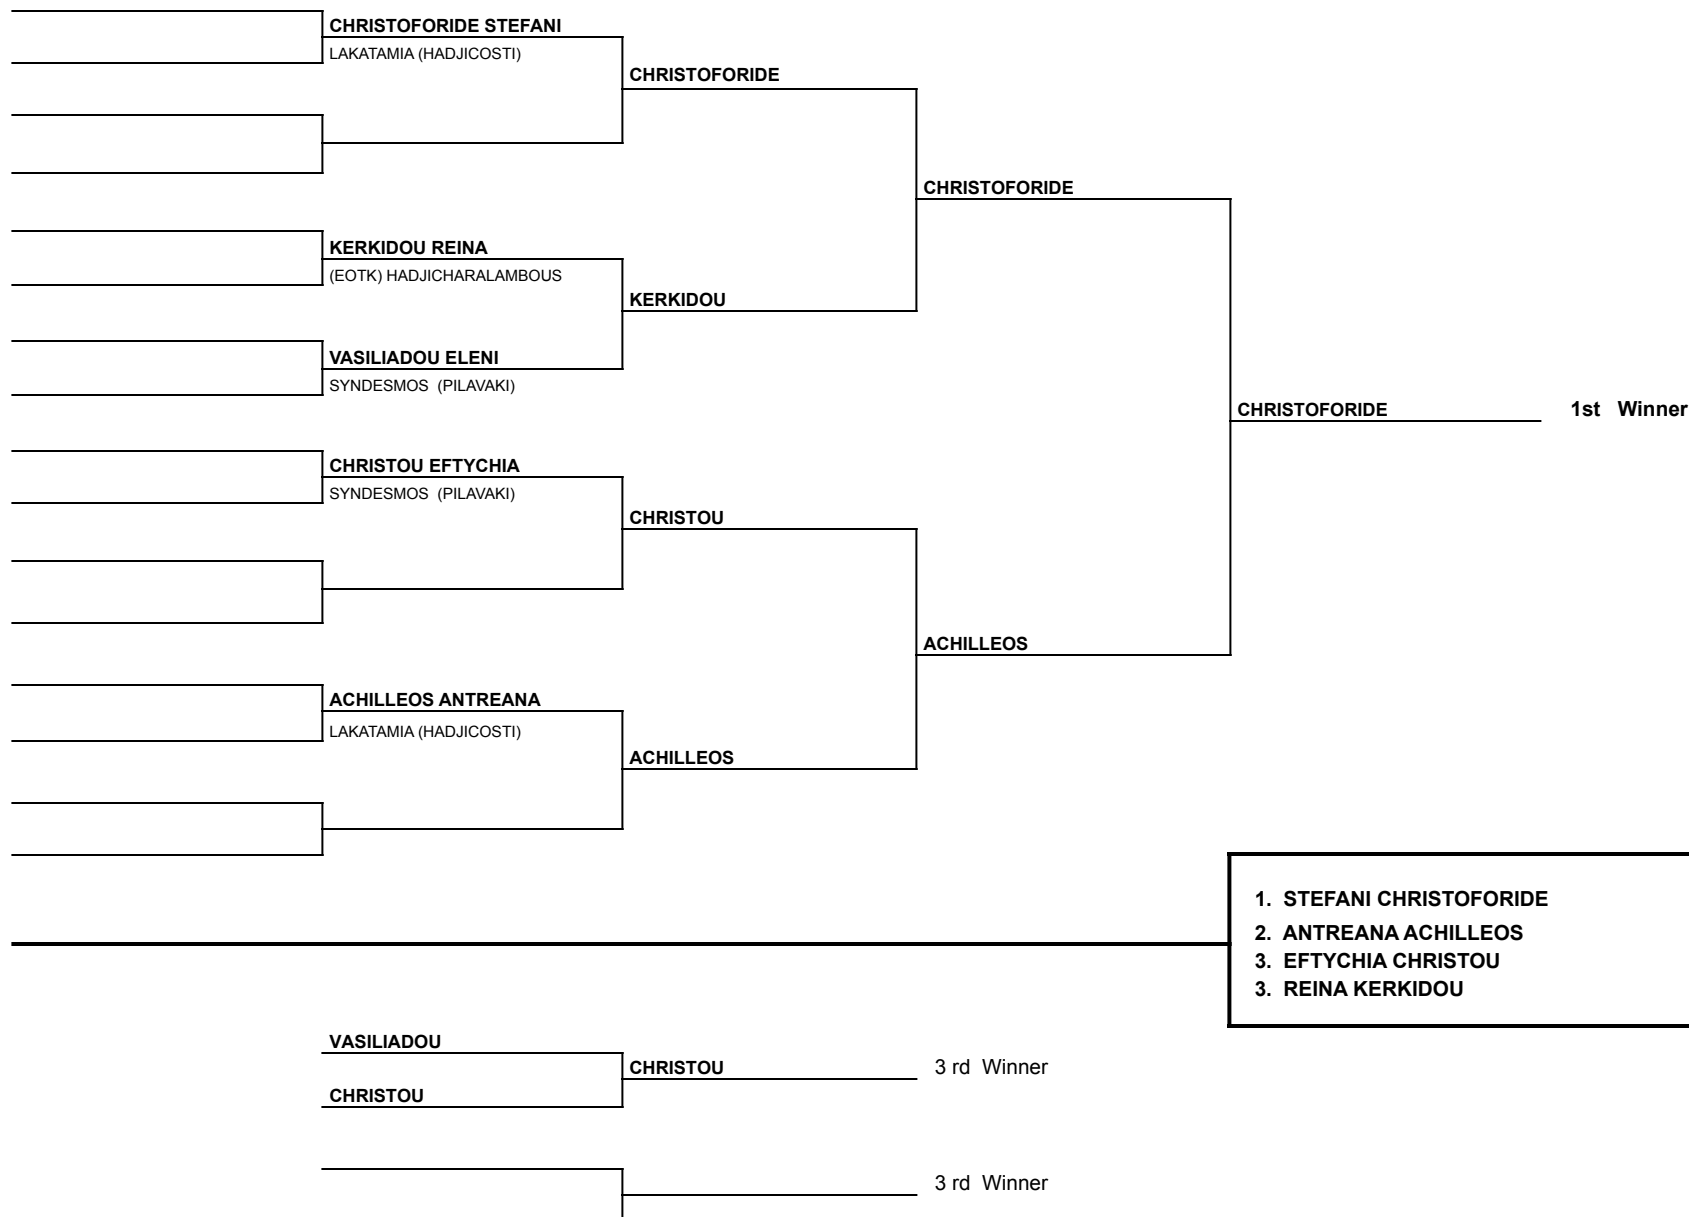 CHRISTOFORIDE STEFANI
LAKATAMIA (HADJICOSTI)
CHRISTOFORIDE
CHRISTOFORIDE
KERKIDOU REINA
(EOTK) HADJICHARALAMBOUS
KERKIDOU
VASILIADOU ELENI
SYNDESMOS (PILAVAKI)
CHRISTOFORIDE 1st Winner
CHRISTOU EFTYCHIA
SYNDESMOS (PILAVAKI)
CHRISTOU
ACHILLEOS
ACHILLEOS ANTREANA
LAKATAMIA (HADJICOSTI)
ACHILLEOS
1. STEFANI CHRISTOFORIDE
2. ANTREANA ACHILLEOS
3. EFTYCHIA CHRISTOU
3. REINA KERKIDOU
VASILIADOU
CHRISTOU 3 rd Winner
CHRISTOU
3 rd Winner